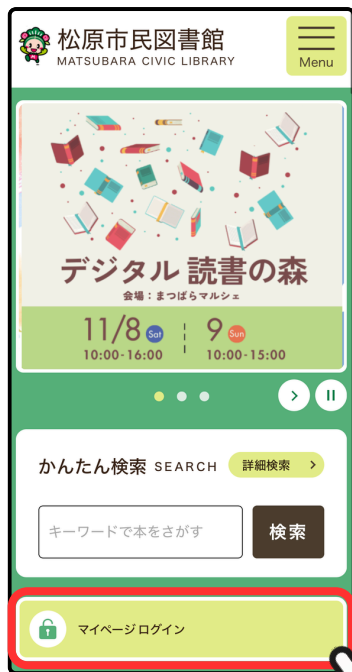 松原市民図書館
MATSUBARA CIVIC LIBRARY
Menu
デジタル 読書の森
会場：まつばらマルシェ
11/8 Sat 9 Sun
10:00-16:00 10:00-15:00
かんたん検索 SEARCH 詳細検索
キーワードで本をさがす 検索
マイページログイン